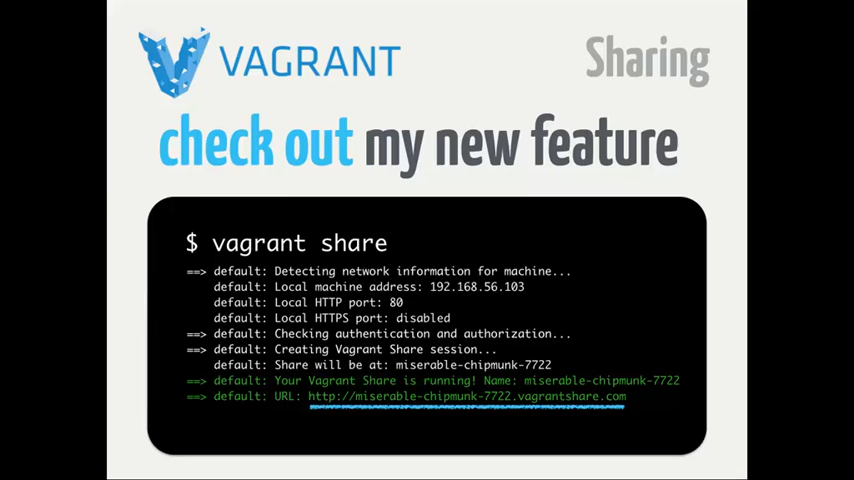 VAGRANT
Sharing
check out my new feature
$ vagrant share
==> default: Detecting network information for machine...
default: Local machine address: 192.168.56.103
default: Local HTTP port: 80
default: Local HTTPS port: disabled
==> default: Checking authentication and authorization...
==> default: Creating Vagrant Share session...
default: Share will be at: miserable-chipmunk-7722
==> default: Your Vagrant Share is running! Name: miserable-chipmunk-7722
==> default: URL: http://miserable-chipmunk-7722.vagrantshare.com